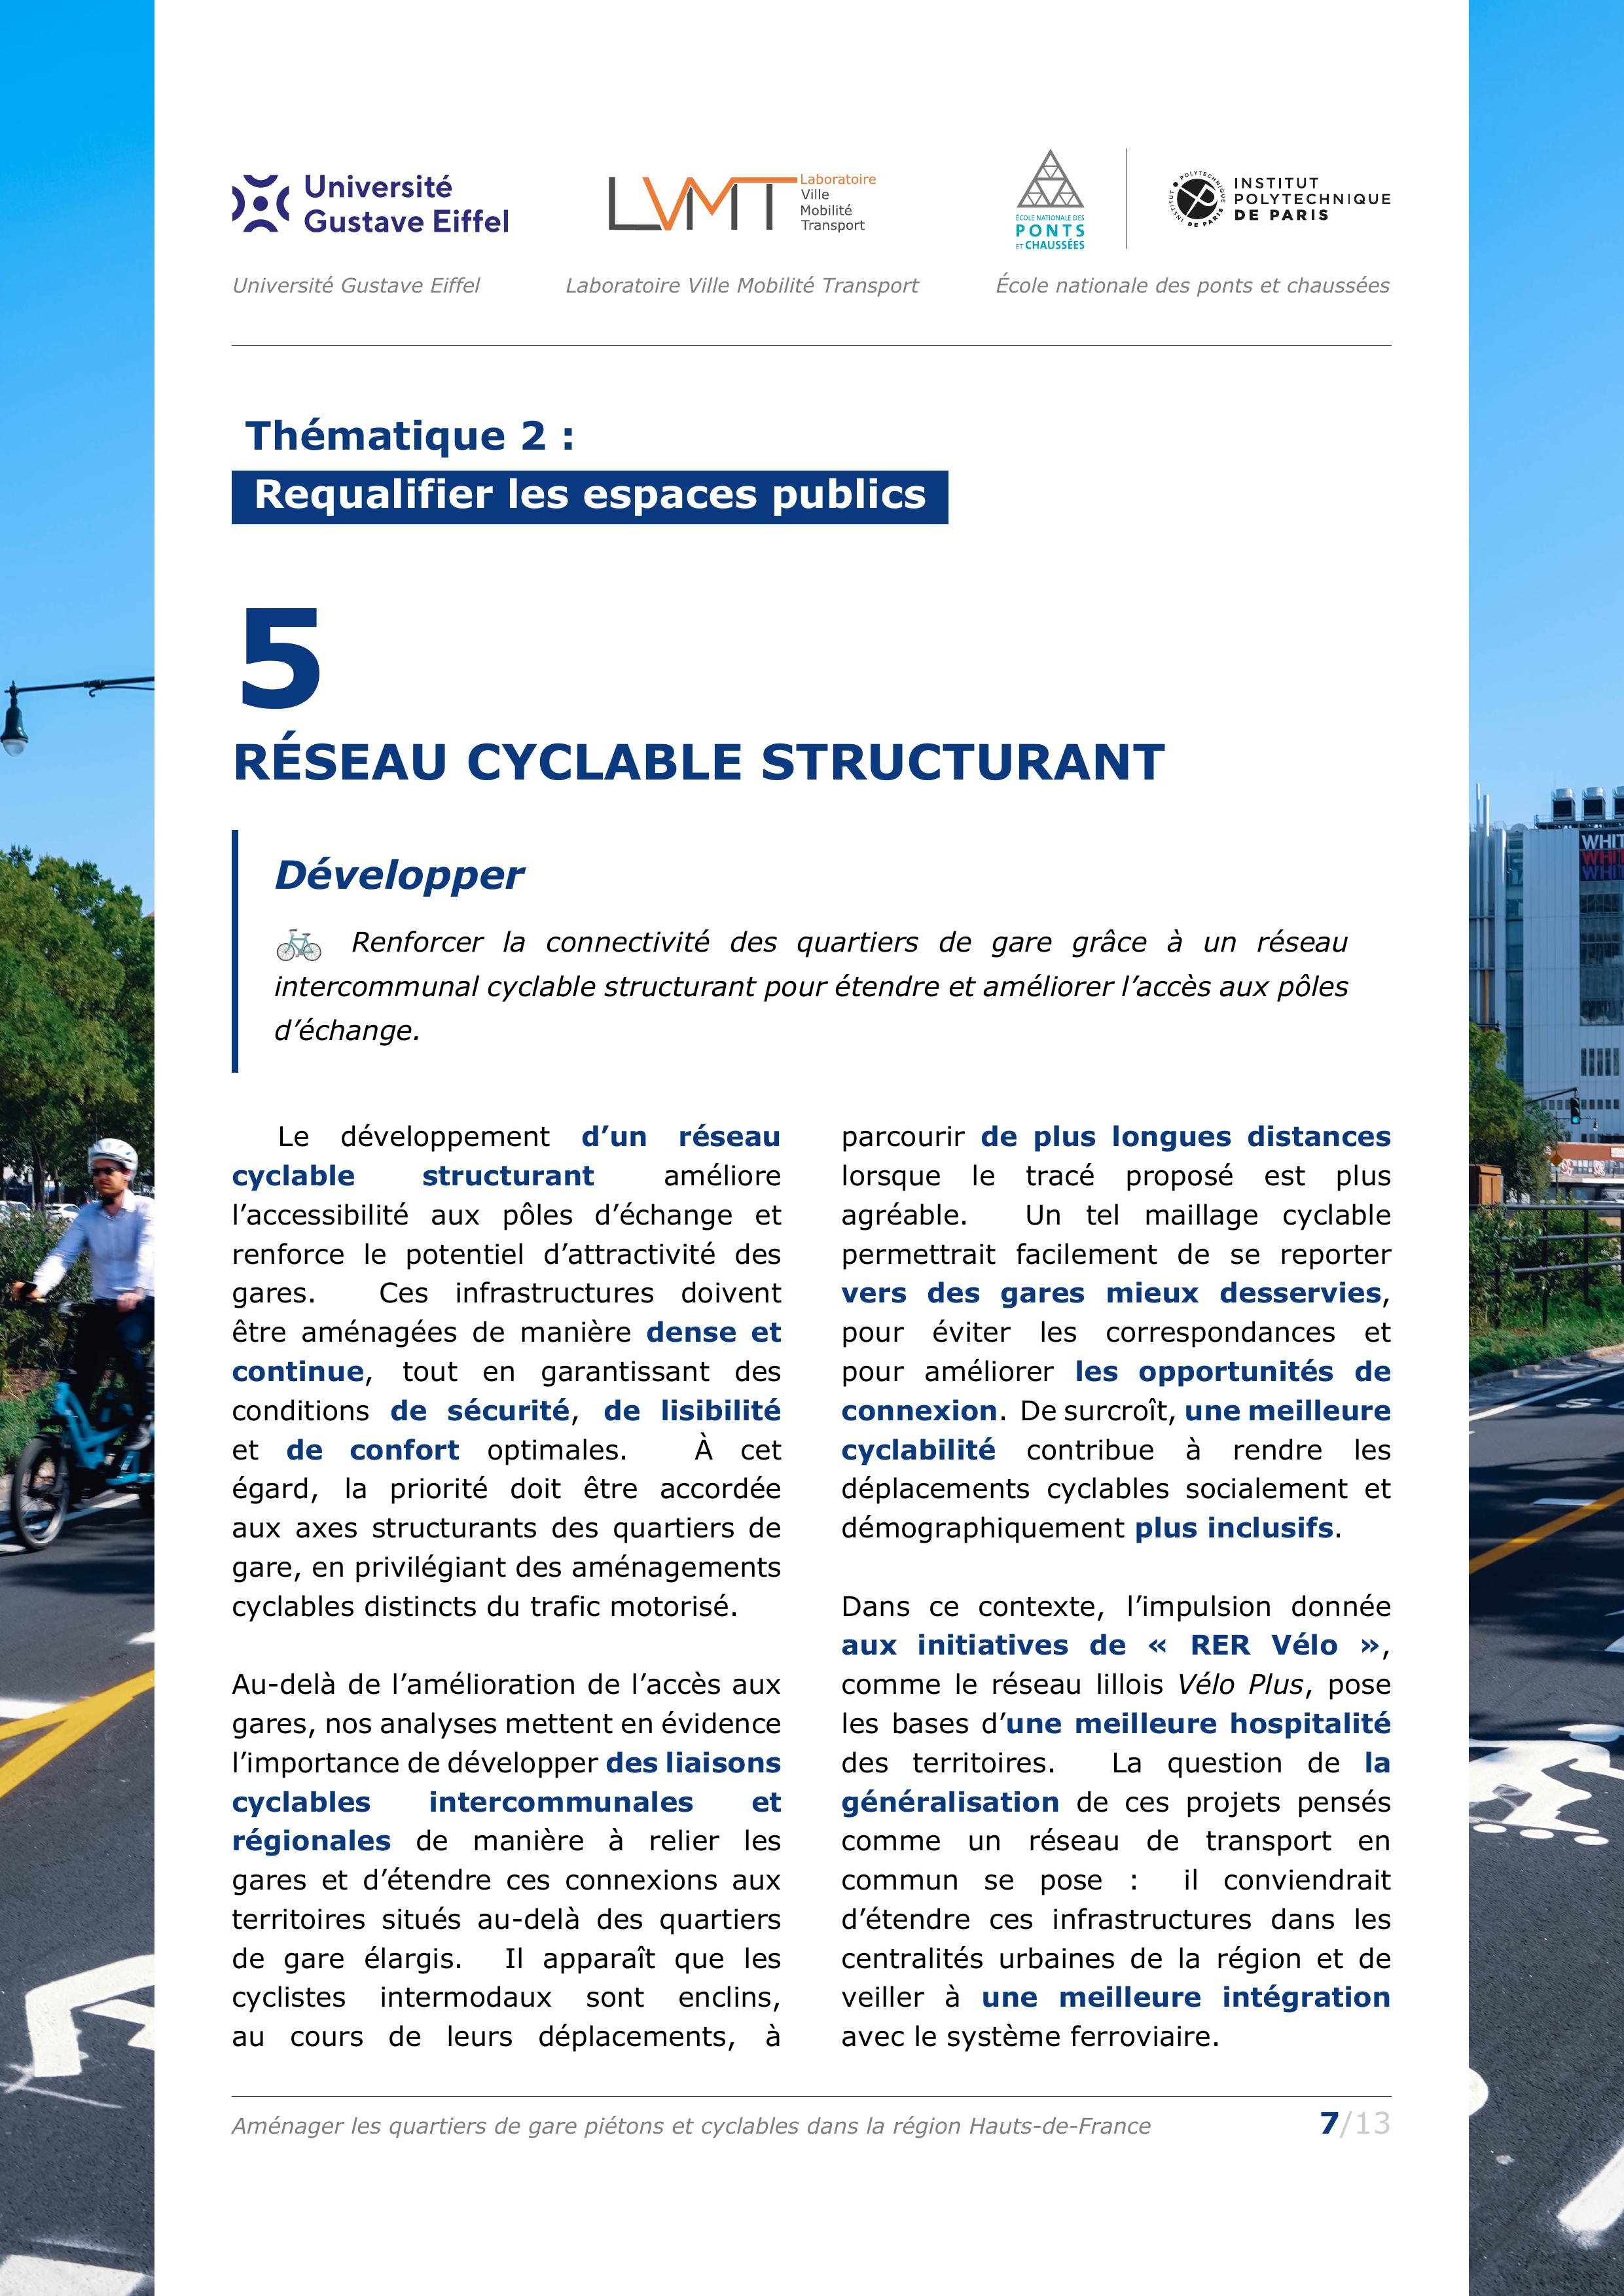 Université
Gustave Eiffel
LVMT
Laboratoire
Ville
Mobilité
Transport
ÉCOLE NATIONALE DES
PONTS
ET CHAUSSÉES
INSTITUT POLYTECHNIQUE DE PARIS
INSTITUT
POLYTECHNIQUE
DE PARIS
Université Gustave Eiffel
Laboratoire Ville Mobilité Transport
École nationale des ponts et chaussées
Thématique 2 :
Requalifier les espaces publics
5
RÉSEAU CYCLABLE STRUCTURANT
Développer
Renforcer la connectivité des quartiers de gare grâce à un réseau
intercommunal cyclable structurant pour étendre et améliorer l’accès aux pôles
d’échange.
Le développement d’un réseau
cyclable structurant améliore
l’accessibilité aux pôles d’échange et
renforce le potentiel d’attractivité des
gares. Ces infrastructures doivent
être aménagées de manière dense et
continue, tout en garantissant des
conditions de sécurité, de lisibilité
et de confort optimales. À cet
égard, la priorité doit être accordée
aux axes structurants des quartiers de
gare, en privilégiant des aménagements
cyclables distincts du trafic motorisé.
Au-delà de l’amélioration de l’accès aux
gares, nos analyses mettent en évidence
l’importance de développer des liaisons
cyclables intercommunales et
régionales de manière à relier les
gares et d’étendre ces connexions aux
territoires situés au-delà des quartiers
de gare élargis. Il apparaît que les
cyclistes intermodaux sont enclins,
au cours de leurs déplacements, à
parcourir de plus longues distances
lorsque le tracé proposé est plus
agréable. Un tel maillage cyclable
permettrait facilement de se reporter
vers des gares mieux desservies,
pour éviter les correspondances et
pour améliorer les opportunités de
connexion. De surcroît, une meilleure
cyclabilité contribue à rendre les
déplacements cyclables socialement et
démographiquement plus inclusifs.
Dans ce contexte, l’impulsion donnée
aux initiatives de « RER Vélo »,
comme le réseau lillois Vélo Plus, pose
les bases d’une meilleure hospitalité
des territoires. La question de la
généralisation de ces projets pensés
comme un réseau de transport en
commun se pose : il conviendrait
d’étendre ces infrastructures dans les
centralités urbaines de la région et de
veiller à une meilleure intégration
avec le système ferroviaire.
WHIT
WHIT
WHIT
Aménager les quartiers de gare piétons et cyclables dans la région Hauts-de-France
7/13